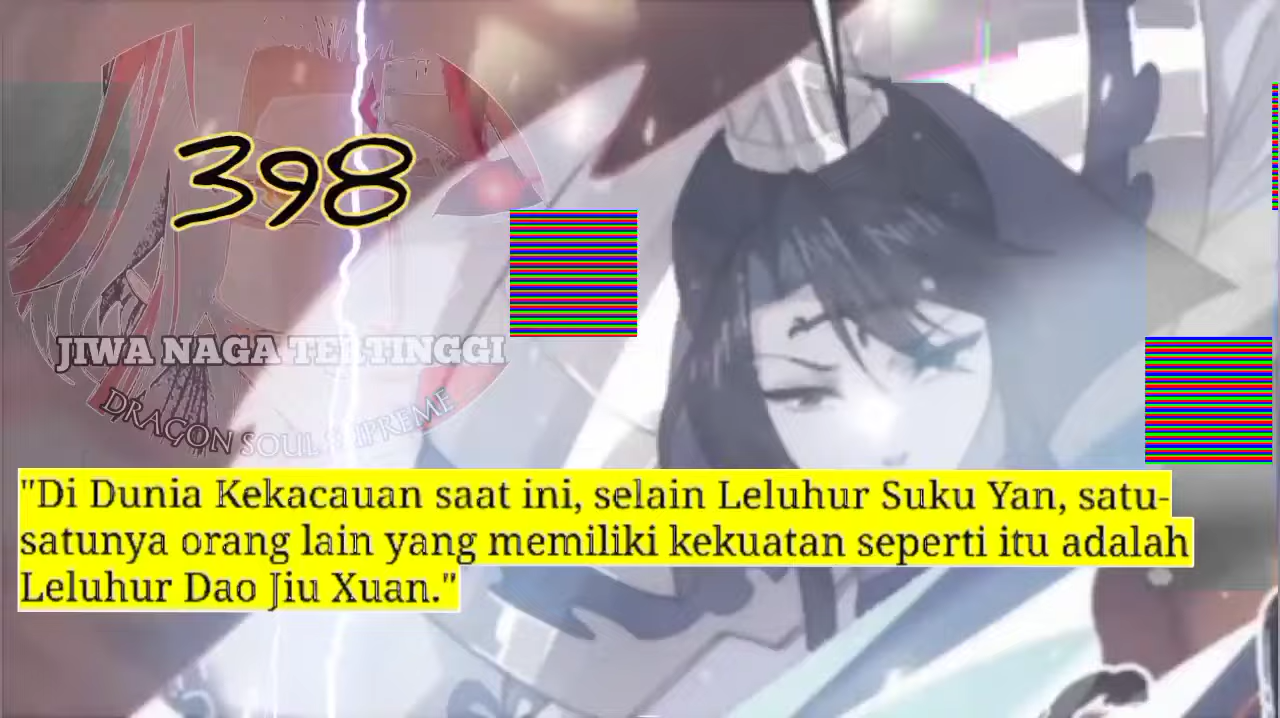 398
JIWA NAGA TERTINGGI
DRAGON SOUL SUPREME
"Di Dunia Kekacauan saat ini, selain Leluhur Suku Yan, satu-
satunya orang lain yang memiliki kekuatan seperti itu adalah
Leluhur Dao Jiu Xuan."